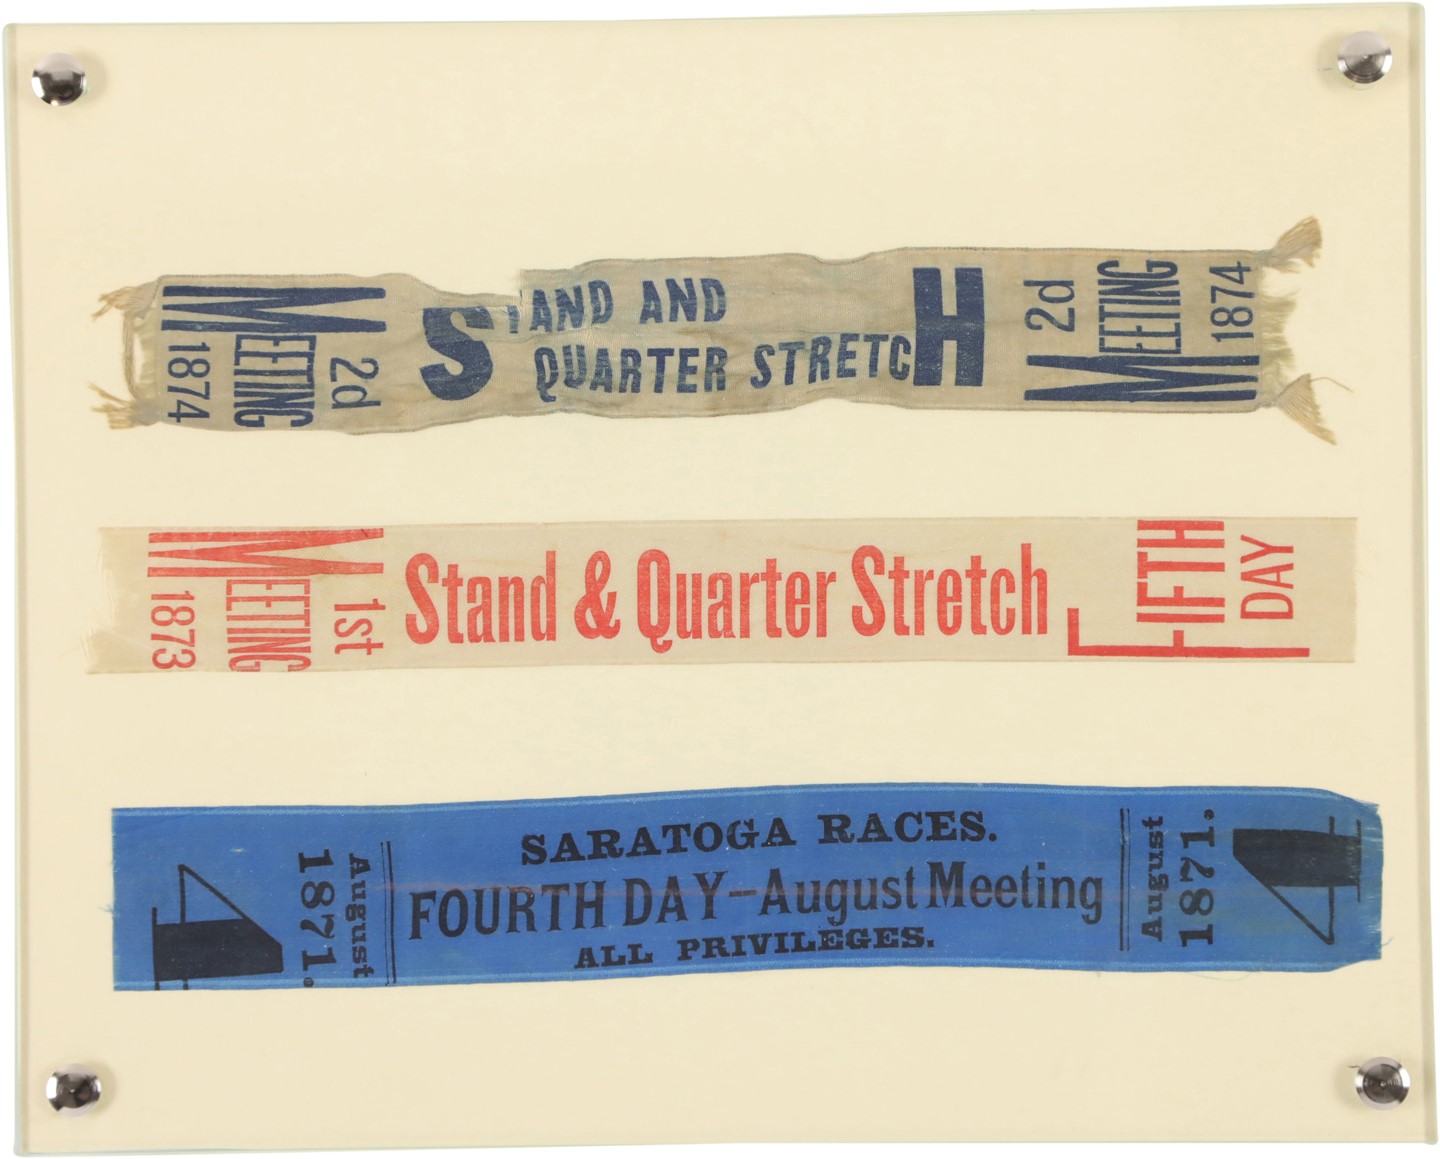 MEETING
1874
2d
STAND AND
QUARTER STRETCH
2d
MEETING
1874
MEETING
1873
1st
Stand & Quarter Stretch
FIFTH
DAY
4
1871.
August
SARATOGA RACES.
FOURTH DAY—August Meeting
ALL PRIVILEGES.
August
1871.
4